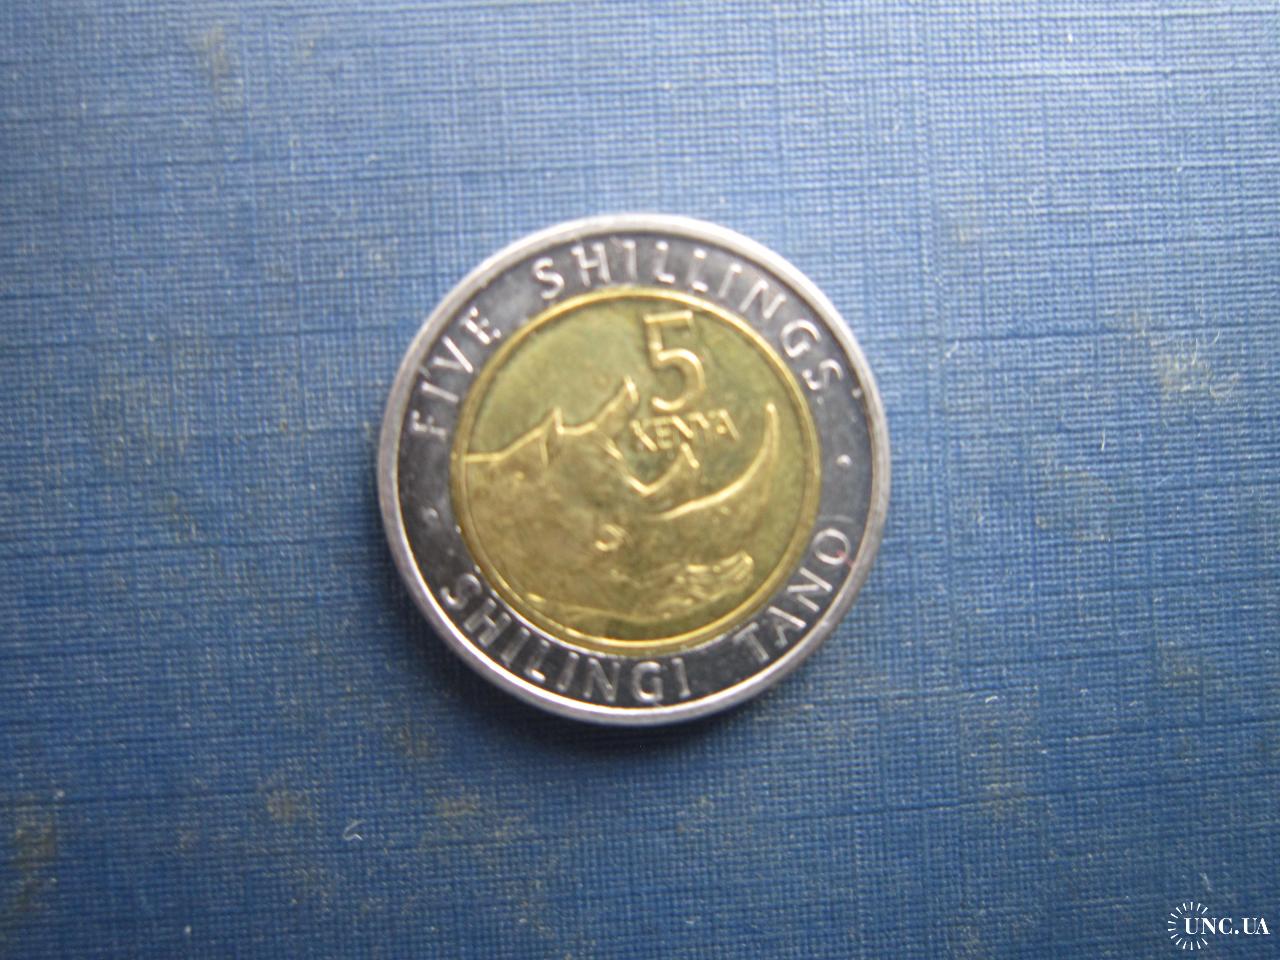 FIVE SHILLINGS
5
KENYA
SHILINGI TANO
UNC.UA